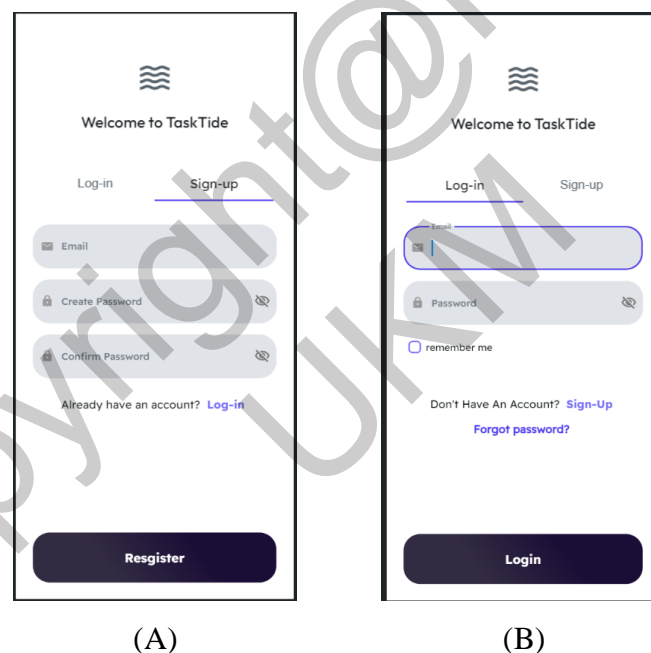 Welcome to TaskTide
Log-in Sign-up
Email
Create Password
Confirm Password
Already have an account? Log-in
Resgister
(A)
Welcome to TaskTide
Log-in Sign-up
Email
Password
remember me
Don't Have An Account? Sign-Up
Forgot password?
Login
(B)
pyright@
UKM